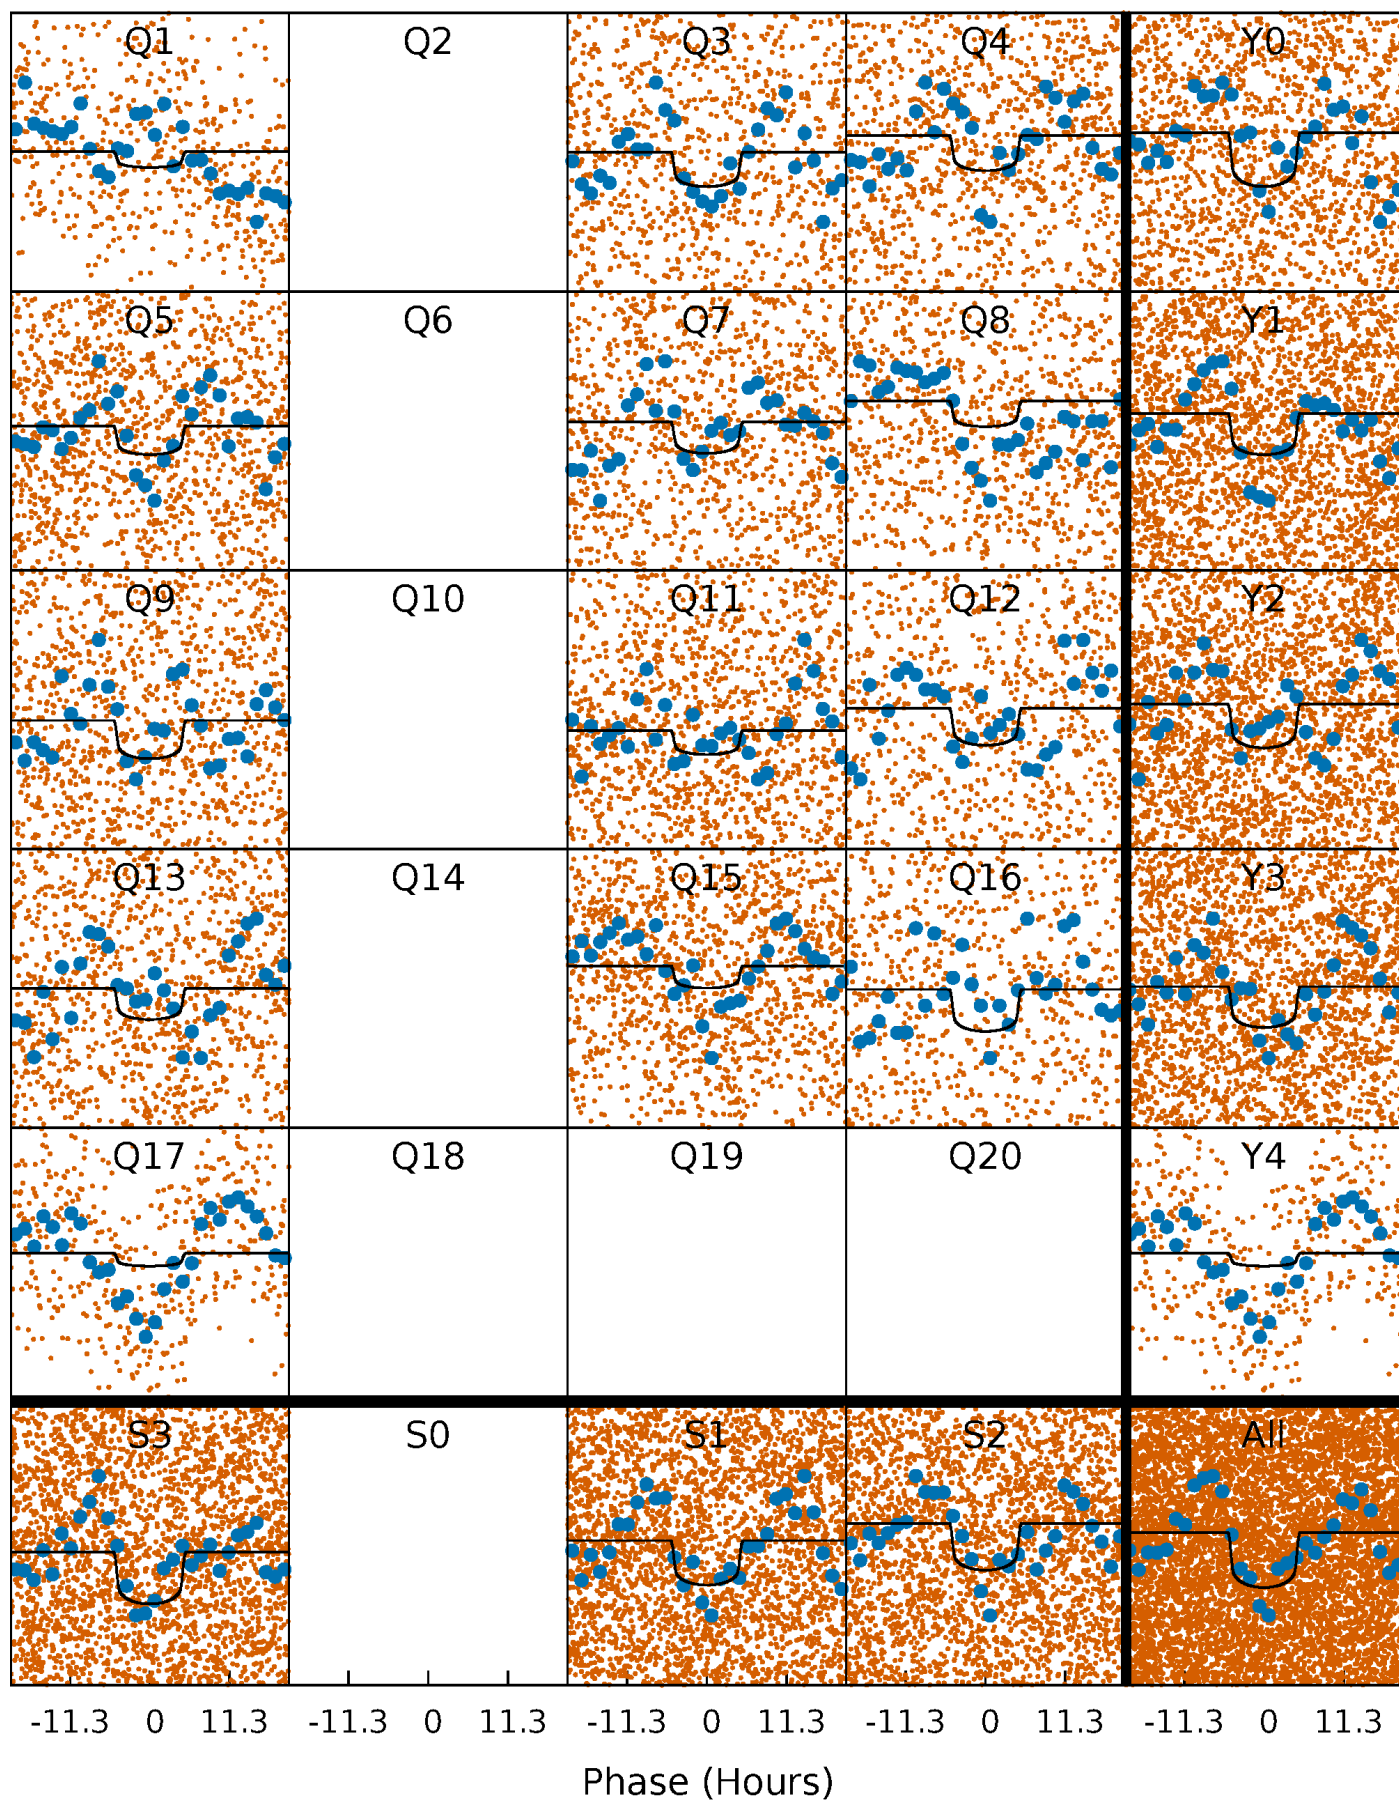 Q1 Q2 Q3 Q4 Y0
Q5 Q6 Q7 Q8 Y1
Q9 Q10 Q11 Q12 Y2
Q13 Q14 Q15 Q16 Y3
Q17 Q18 Q19 Q20 Y4
S3 S0 S1 S2 All
-11.3 0 11.3 -11.3 0 11.3 -11.3 0 11.3 -11.3 0 11.3 -11.3 0 11.3
Phase (Hours)